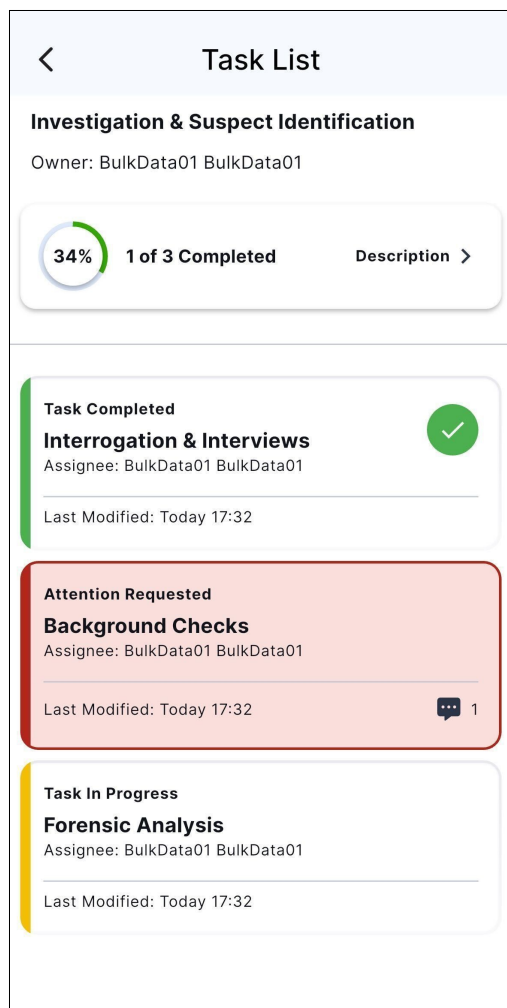 Task List
Investigation & Suspect Identification
Owner: BulkData01 BulkData01
34%
1 of 3 Completed
Description
Task Completed
Interrogation & Interviews
Assignee: BulkData01 BulkData01
Last Modified: Today 17:32
Attention Requested
Background Checks
Assignee: BulkData01 BulkData01
Last Modified: Today 17:32
1
Task In Progress
Forensic Analysis
Assignee: BulkData01 BulkData01
Last Modified: Today 17:32